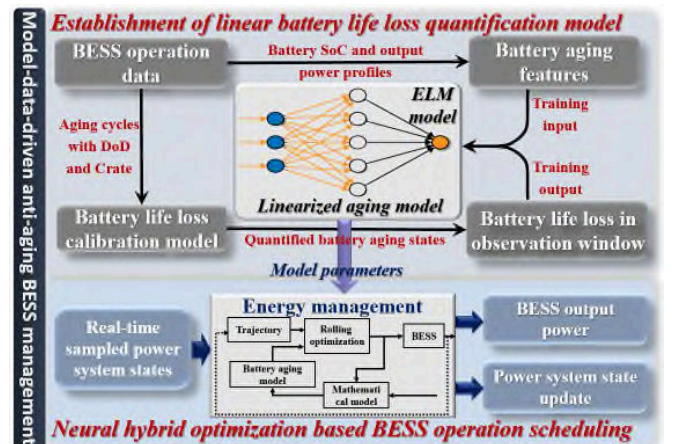 Model-data-driven anti-aging BESS management
Establishment of linear battery life loss quantification model
BESS operation
data
Battery SoC and output
power profiles
Battery aging
features
Aging cycles
with DoD
and Crate
ELM
model
Linearized aging model
Training
input
Training
output
Battery life loss
calibration model
Quantified battery aging states
Battery life loss in
observation window
Model parameters
Real-time
sampled power
system states
Energy management
Trajectory
Rolling
optimization
BESS
Battery aging
model
Mathemati
cal model
BESS output
power
Power system state
update
Neural hybrid optimization based BESS operation scheduling